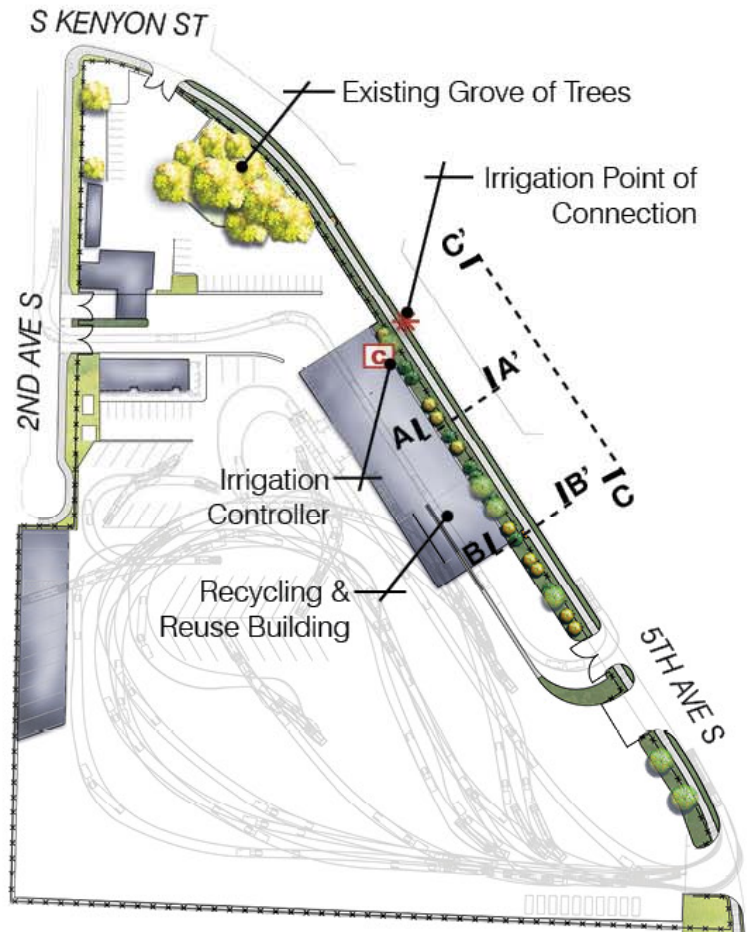 S KENYON ST
Existing Grove of Trees
Irrigation Point of
Connection
C'
2ND AVE S
C
A'
A
Irrigation
Controller
B'
C
B
Recycling &
Reuse Building
5TH AVE S